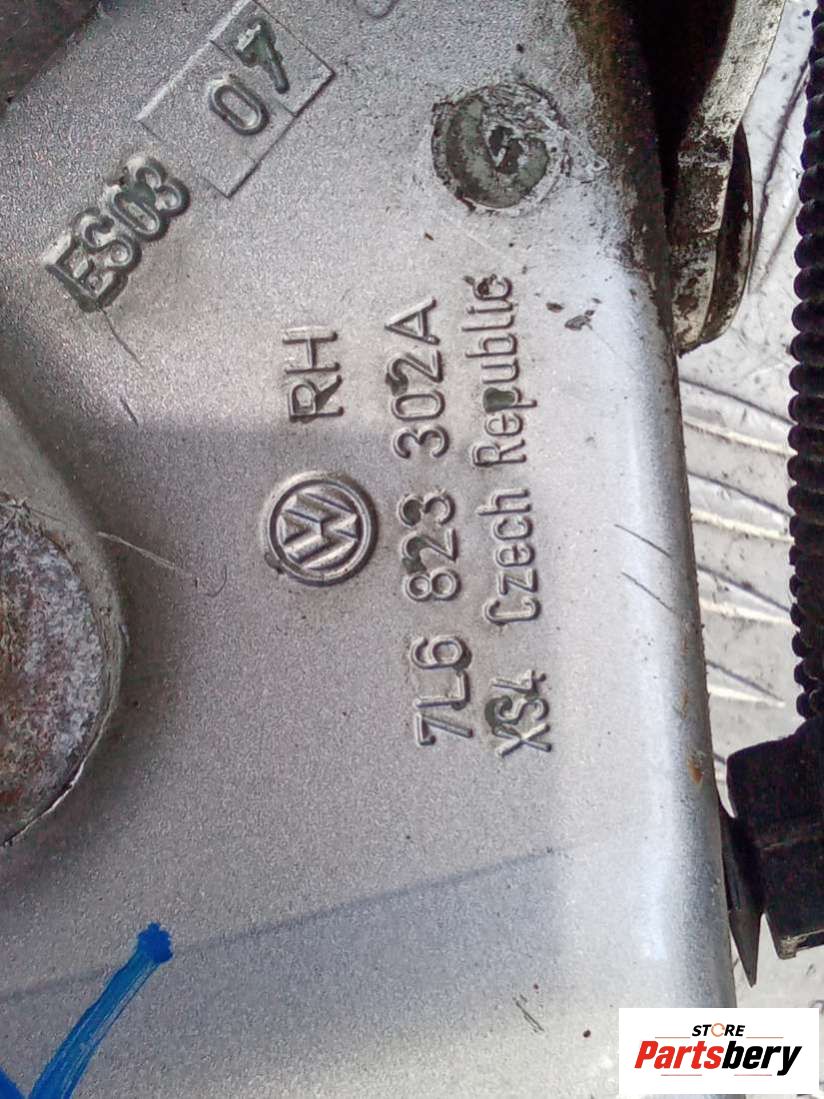 ES03 07
RH
7L6 823 302A
XS4 Czech Republic
STORE
Partsbery